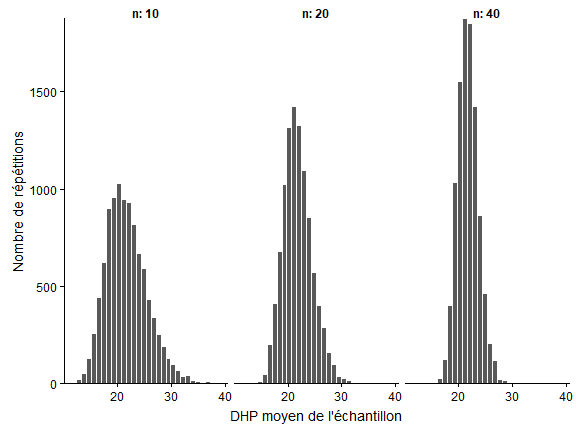 n: 10 n: 20 n: 40
Nombre de répétitions
1500
1000
500
0
20 30 40 20 30 40 20 30 40
DHP moyen de l'échantillon